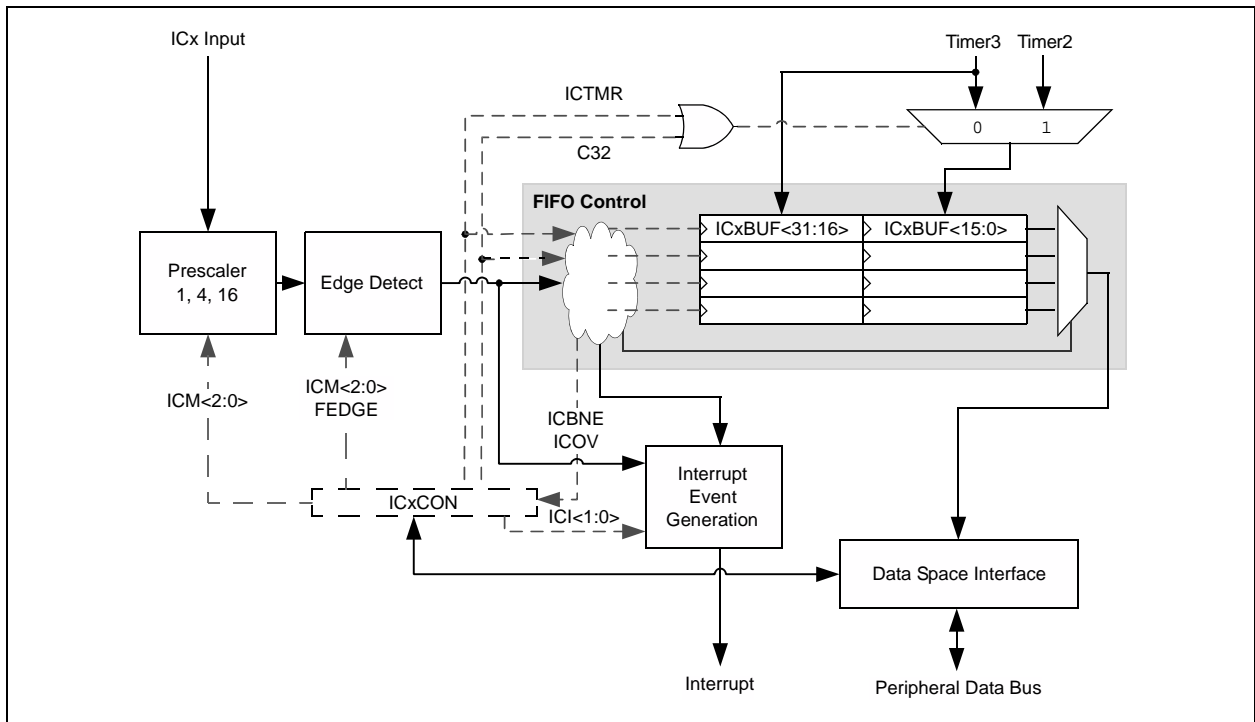 ICx Input
Timer3
Timer2
ICTMR
0
1
C32
FIFO Control
ICxBUF<31:16>
ICxBUF<15:0>
Prescaler
1, 4, 16
Edge Detect
ICM<2:0>
ICM<2:0>
FEDGE
ICBNE
ICOV
Interrupt
Event
Generation
ICxCON
ICI<1:0>
Data Space Interface
Interrupt
Peripheral Data Bus